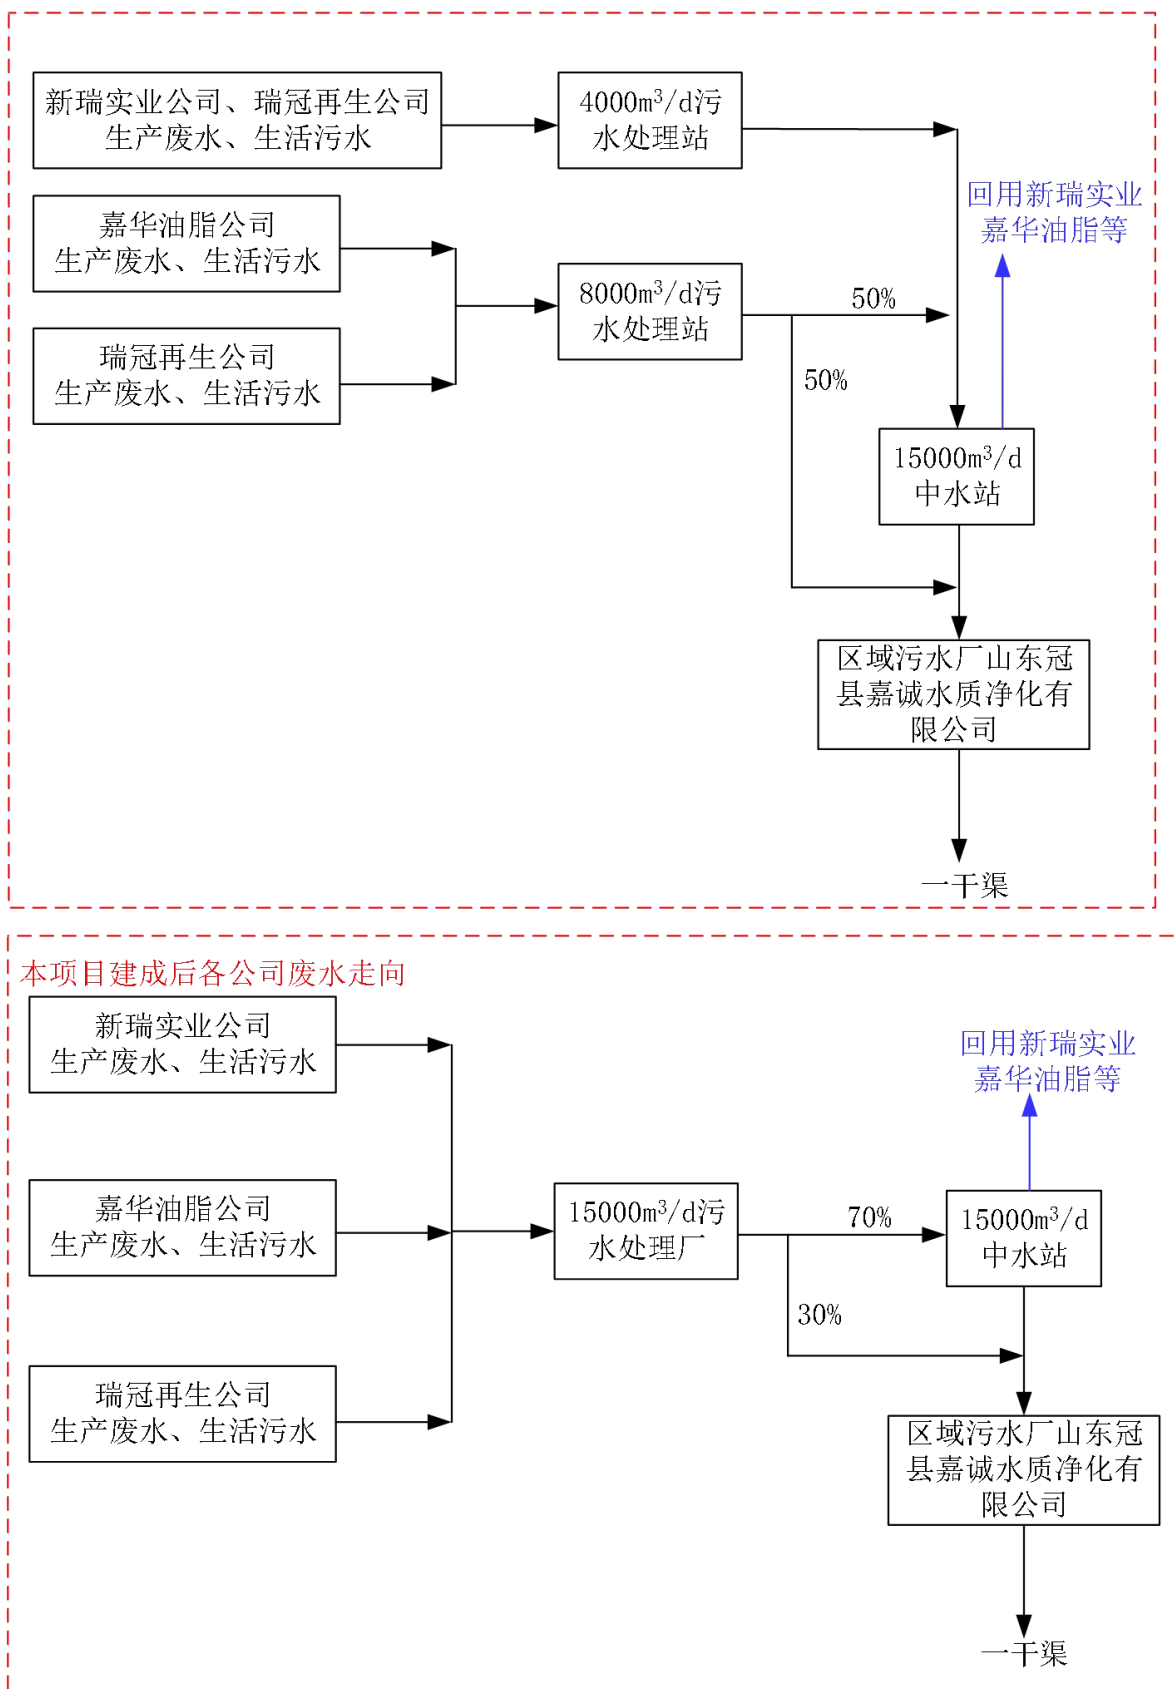 新瑞实业公司、瑞冠再生公司
生产废水、生活污水
4000m³/d污
水处理站
回用新瑞实业
嘉华油脂等
嘉华油脂公司
生产废水、生活污水
8000m³/d污
水处理站
50%
50%
瑞冠再生公司
生产废水、生活污水
15000m³/d
中水站
区域污水厂山东冠
县嘉诚水质净化有
限公司
一干渠
本项目建成后各公司废水走向
新瑞实业公司
生产废水、生活污水
回用新瑞实业
嘉华油脂等
嘉华油脂公司
生产废水、生活污水
15000m³/d污
水处理厂
70%
15000m³/d
中水站
30%
瑞冠再生公司
生产废水、生活污水
区域污水厂山东冠
县嘉诚水质净化有
限公司
一干渠